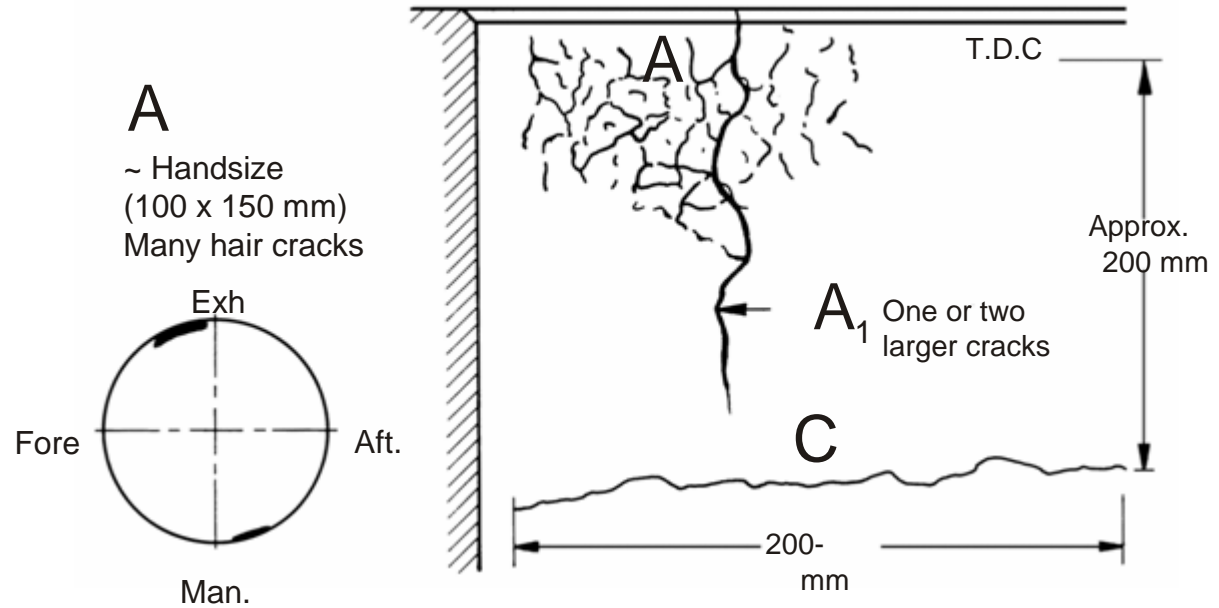 A
~ Handsize
(100 x 150 mm)
Many hair cracks
Exh
Fore
Aft.
Man.
A
T.D.C
Approx.
200 mm
A1 One or two
larger cracks
C
200-
mm